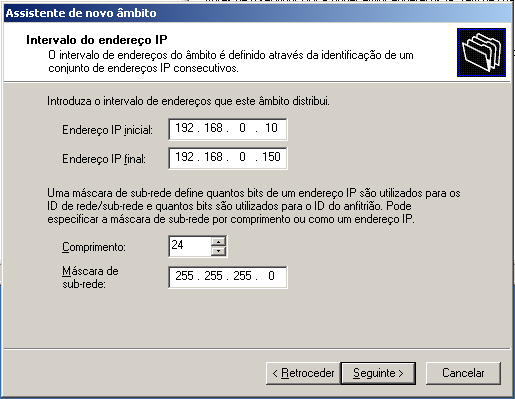 Assistente de novo âmbito
Intervalo do endereço IP
O intervalo de endereços do âmbito é definido através da identificação de um
conjunto de endereços IP consecutivos.
Introduza o intervalo de endereços que este âmbito distribui.
Endereço IP inicial: 192 . 168 . 0 . 10
Endereço IP final: 192 . 168 . 0 . 150
Uma máscara de sub-rede define quantos bits de um endereço IP são utilizados para os
ID de rede/sub-rede e quantos bits são utilizados para o ID do anfitrião. Pode
especificar a máscara de sub-rede por comprimento ou como um endereço IP.
Comprimento: 24
Máscara de
sub-rede: 255 . 255 . 255 . 0
< Retroceder Seguinte > Cancelar